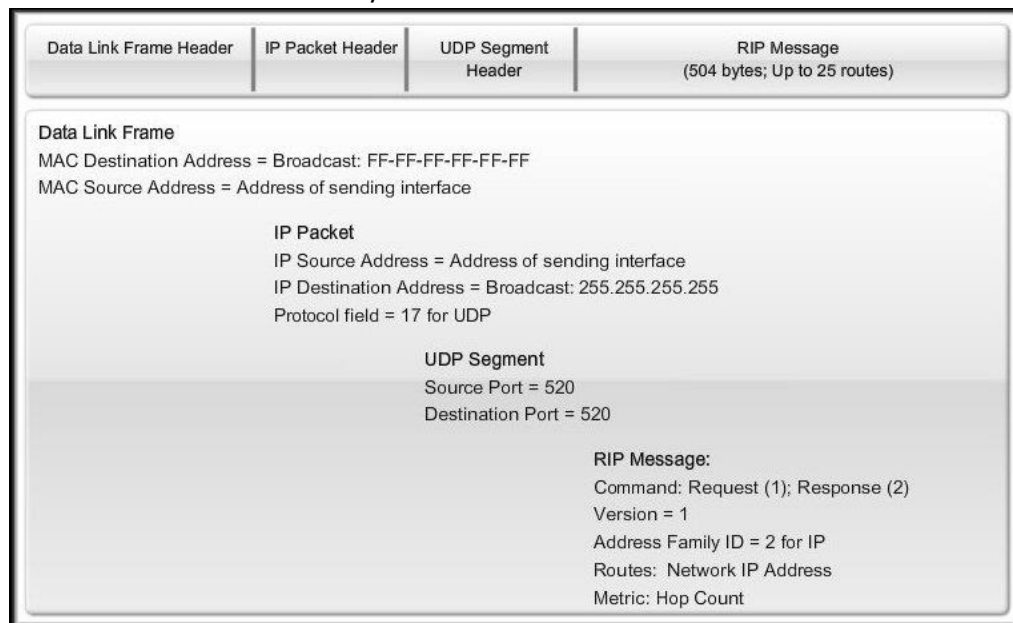 Data Link Frame Header
IP Packet Header
UDP Segment
Header
RIP Message
(504 bytes; Up to 25 routes)
Data Link Frame
MAC Destination Address = Broadcast: FF-FF-FF-FF-FF-FF
MAC Source Address = Address of sending interface
IP Packet
IP Source Address = Address of sending interface
IP Destination Address = Broadcast: 255.255.255.255
Protocol field = 17 for UDP
UDP Segment
Source Port = 520
Destination Port = 520
RIP Message:
Command: Request (1); Response (2)
Version = 1
Address Family ID = 2 for IP
Routes: Network IP Address
Metric: Hop Count